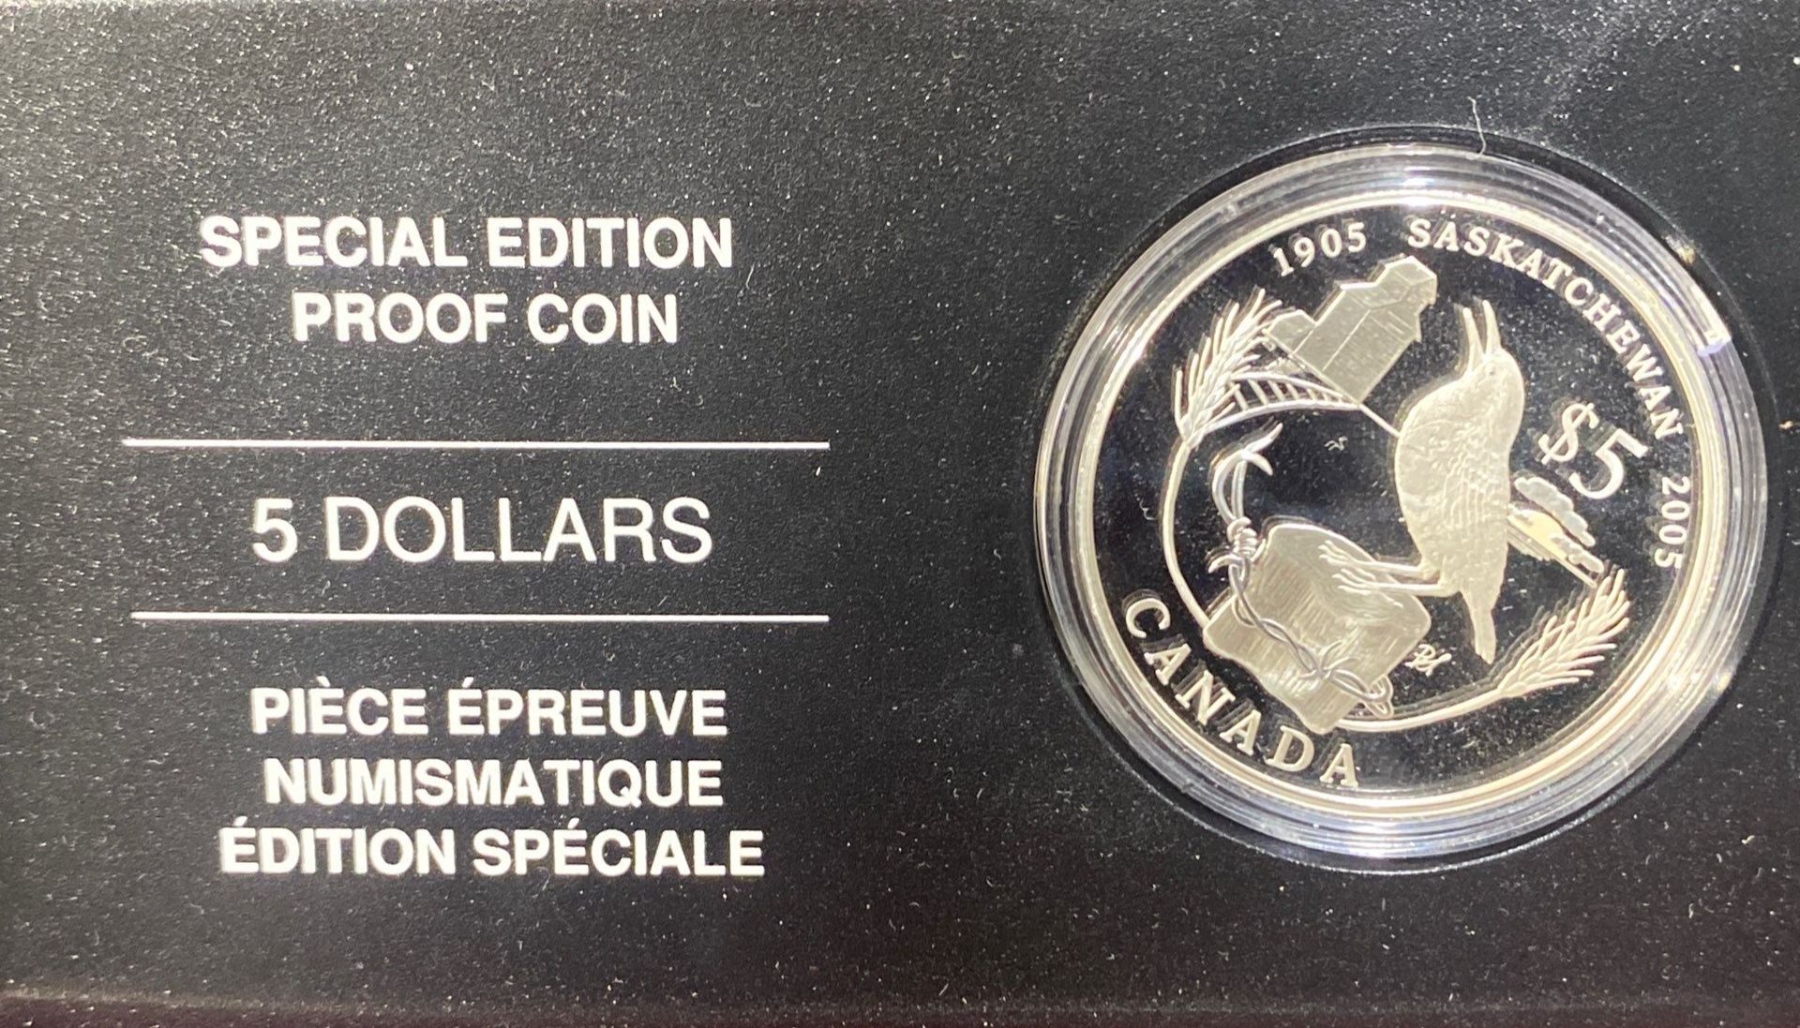 SPECIAL EDITION
PROOF COIN
5 DOLLARS
PIÈCE ÉPREUVE
NUMISMATIQUE
ÉDITION SPÉCIALE
1905 SASKATCHEWAN 2005
$5
CANADA